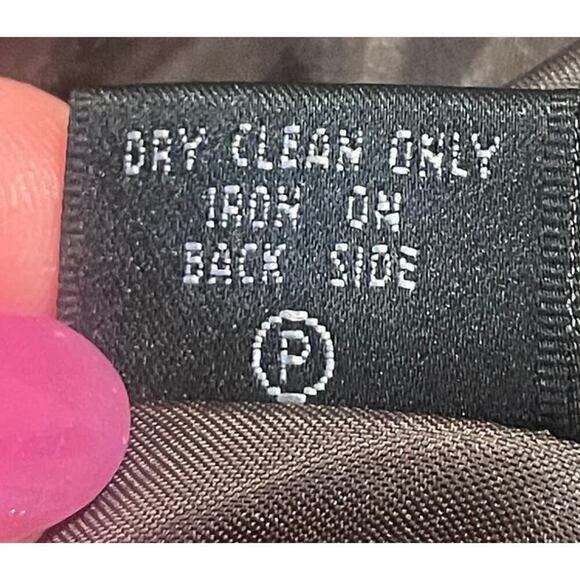 DRY CLEAN ONLY
IRON ON
BACK SIDE
P